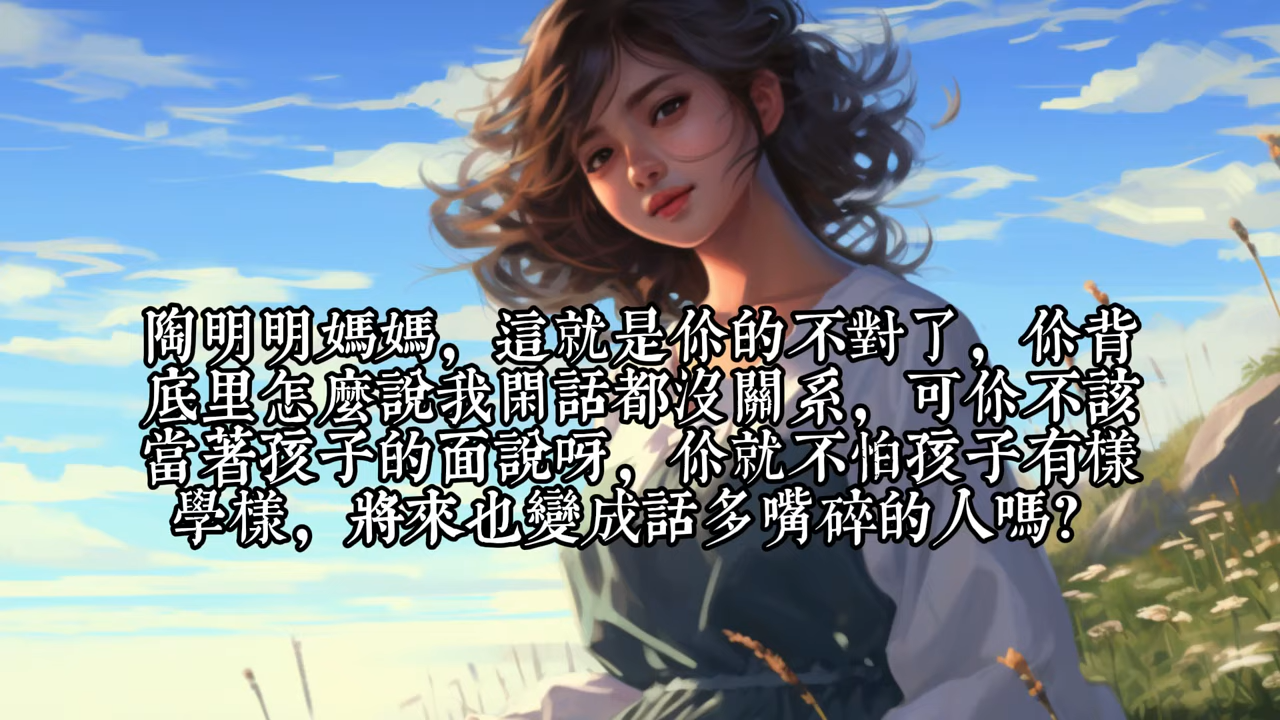 陶明明媽媽，這就是你的不對了，你背
底里怎麼說我閑話都沒關系，可你不該
當著孩子的面說呀，你就不怕孩子有樣
學樣，將來也變成話多嘴碎的人嗎？